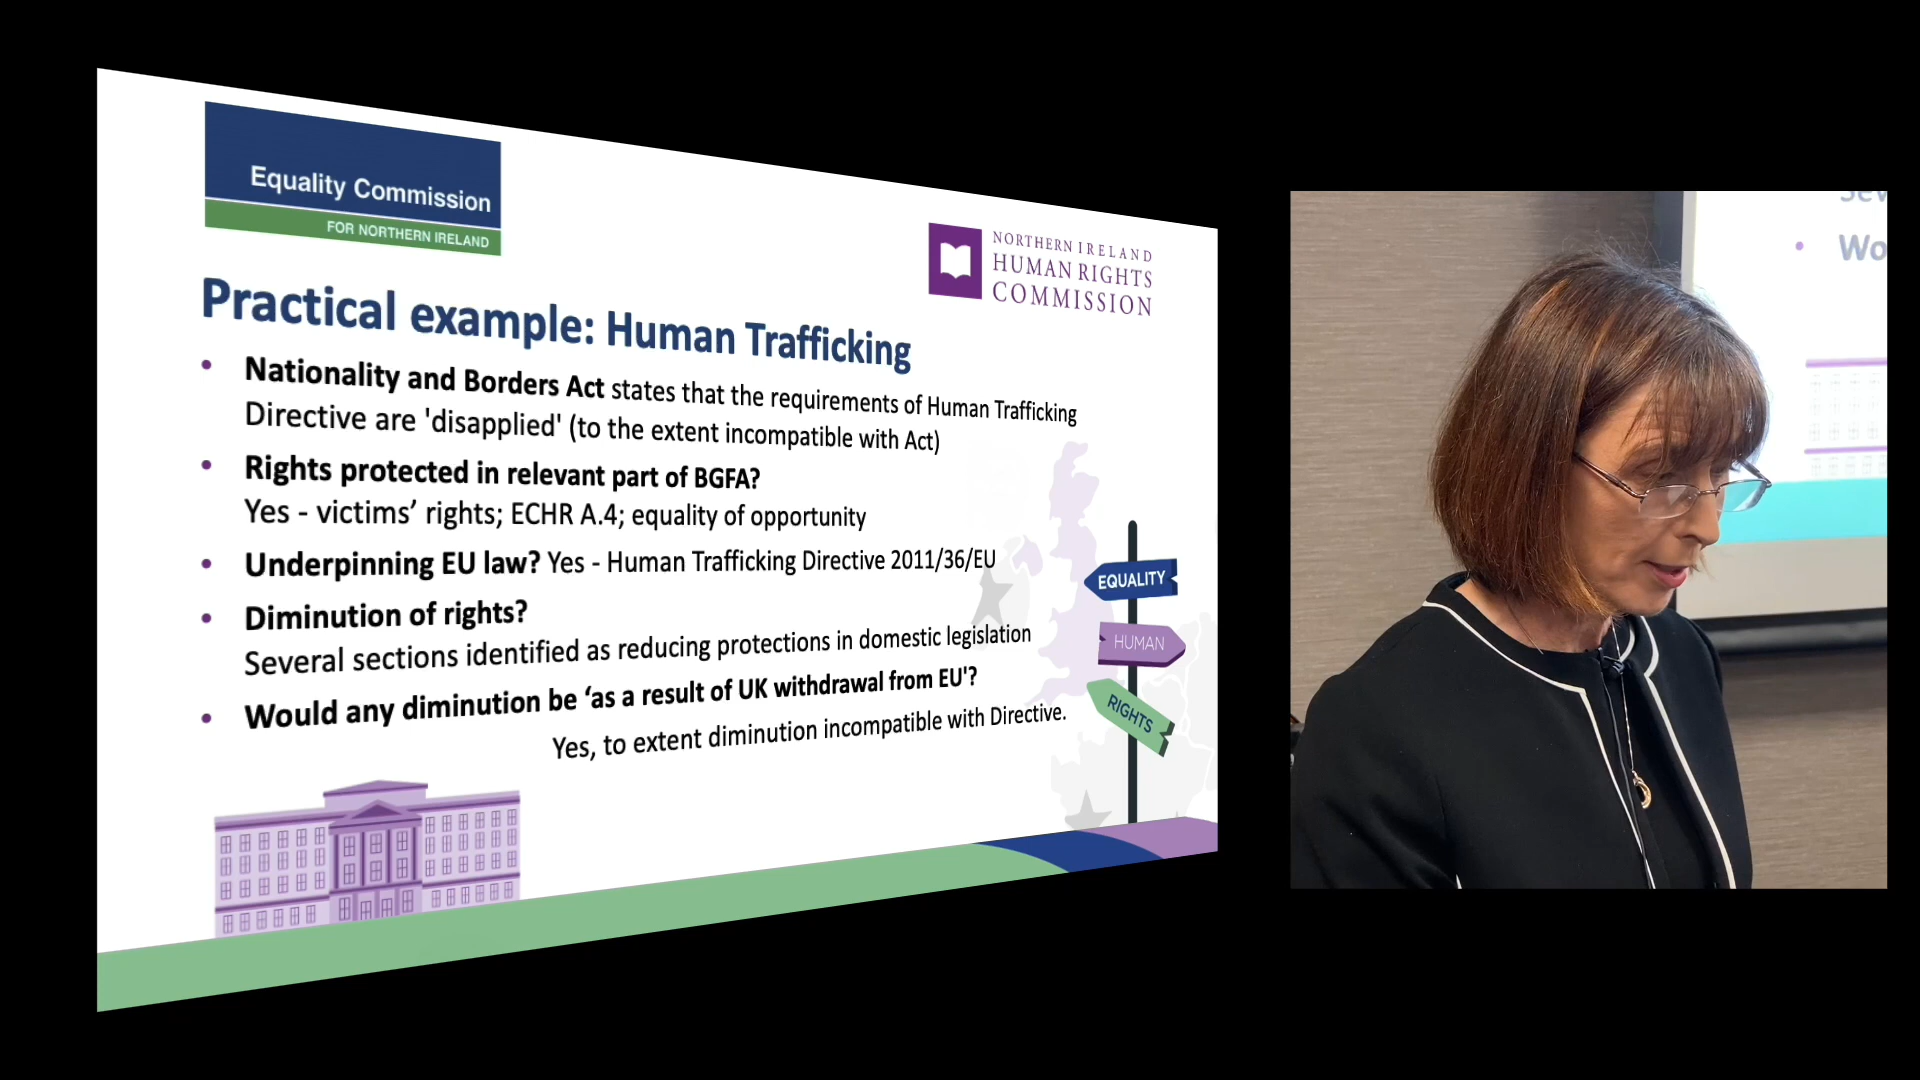 Equality Commission
FOR NORTHERN IRELAND
NORTHERN IRELAND
HUMAN RIGHTS
COMMISSION
Practical example: Human Trafficking
• Nationality and Borders Act states that the requirements of Human Trafficking
Directive are 'disapplied' (to the extent incompatible with Act)
• Rights protected in relevant part of BGFA?
Yes - victims’ rights; ECHR A.4; equality of opportunity
• Underpinning EU law? Yes - Human Trafficking Directive 2011/36/EU
• Diminution of rights?
Several sections identified as reducing protections in domestic legislation
• Would any diminution be ‘as a result of UK withdrawal from EU'?
Yes, to extent diminution incompatible with Directive.
EQUALITY
HUMAN
RIGHTS
Sev
• Wo